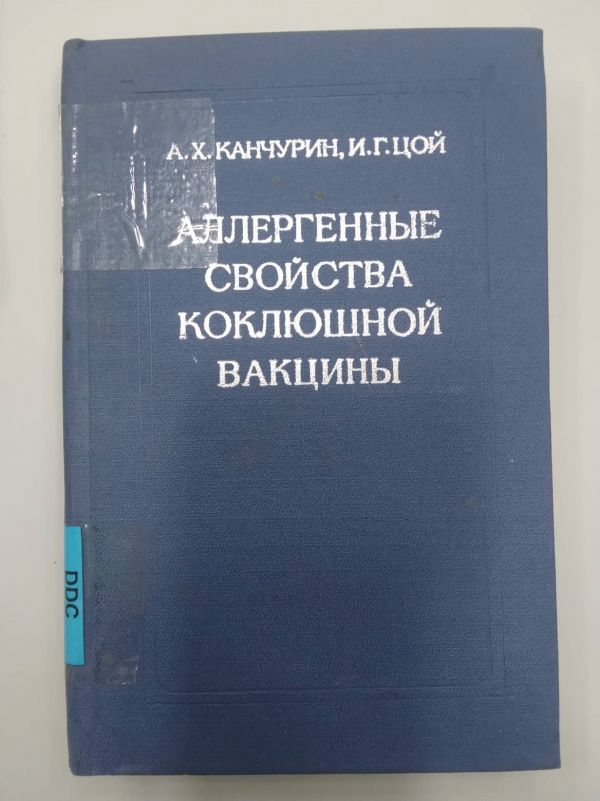 А. Х. КАНЧУРИН, И. Г. ЦОЙ
АЛЛЕРГЕННЫЕ
СВОЙСТВА
КОКЛЮШНОЙ
ВАКЦИНЫ
DDC